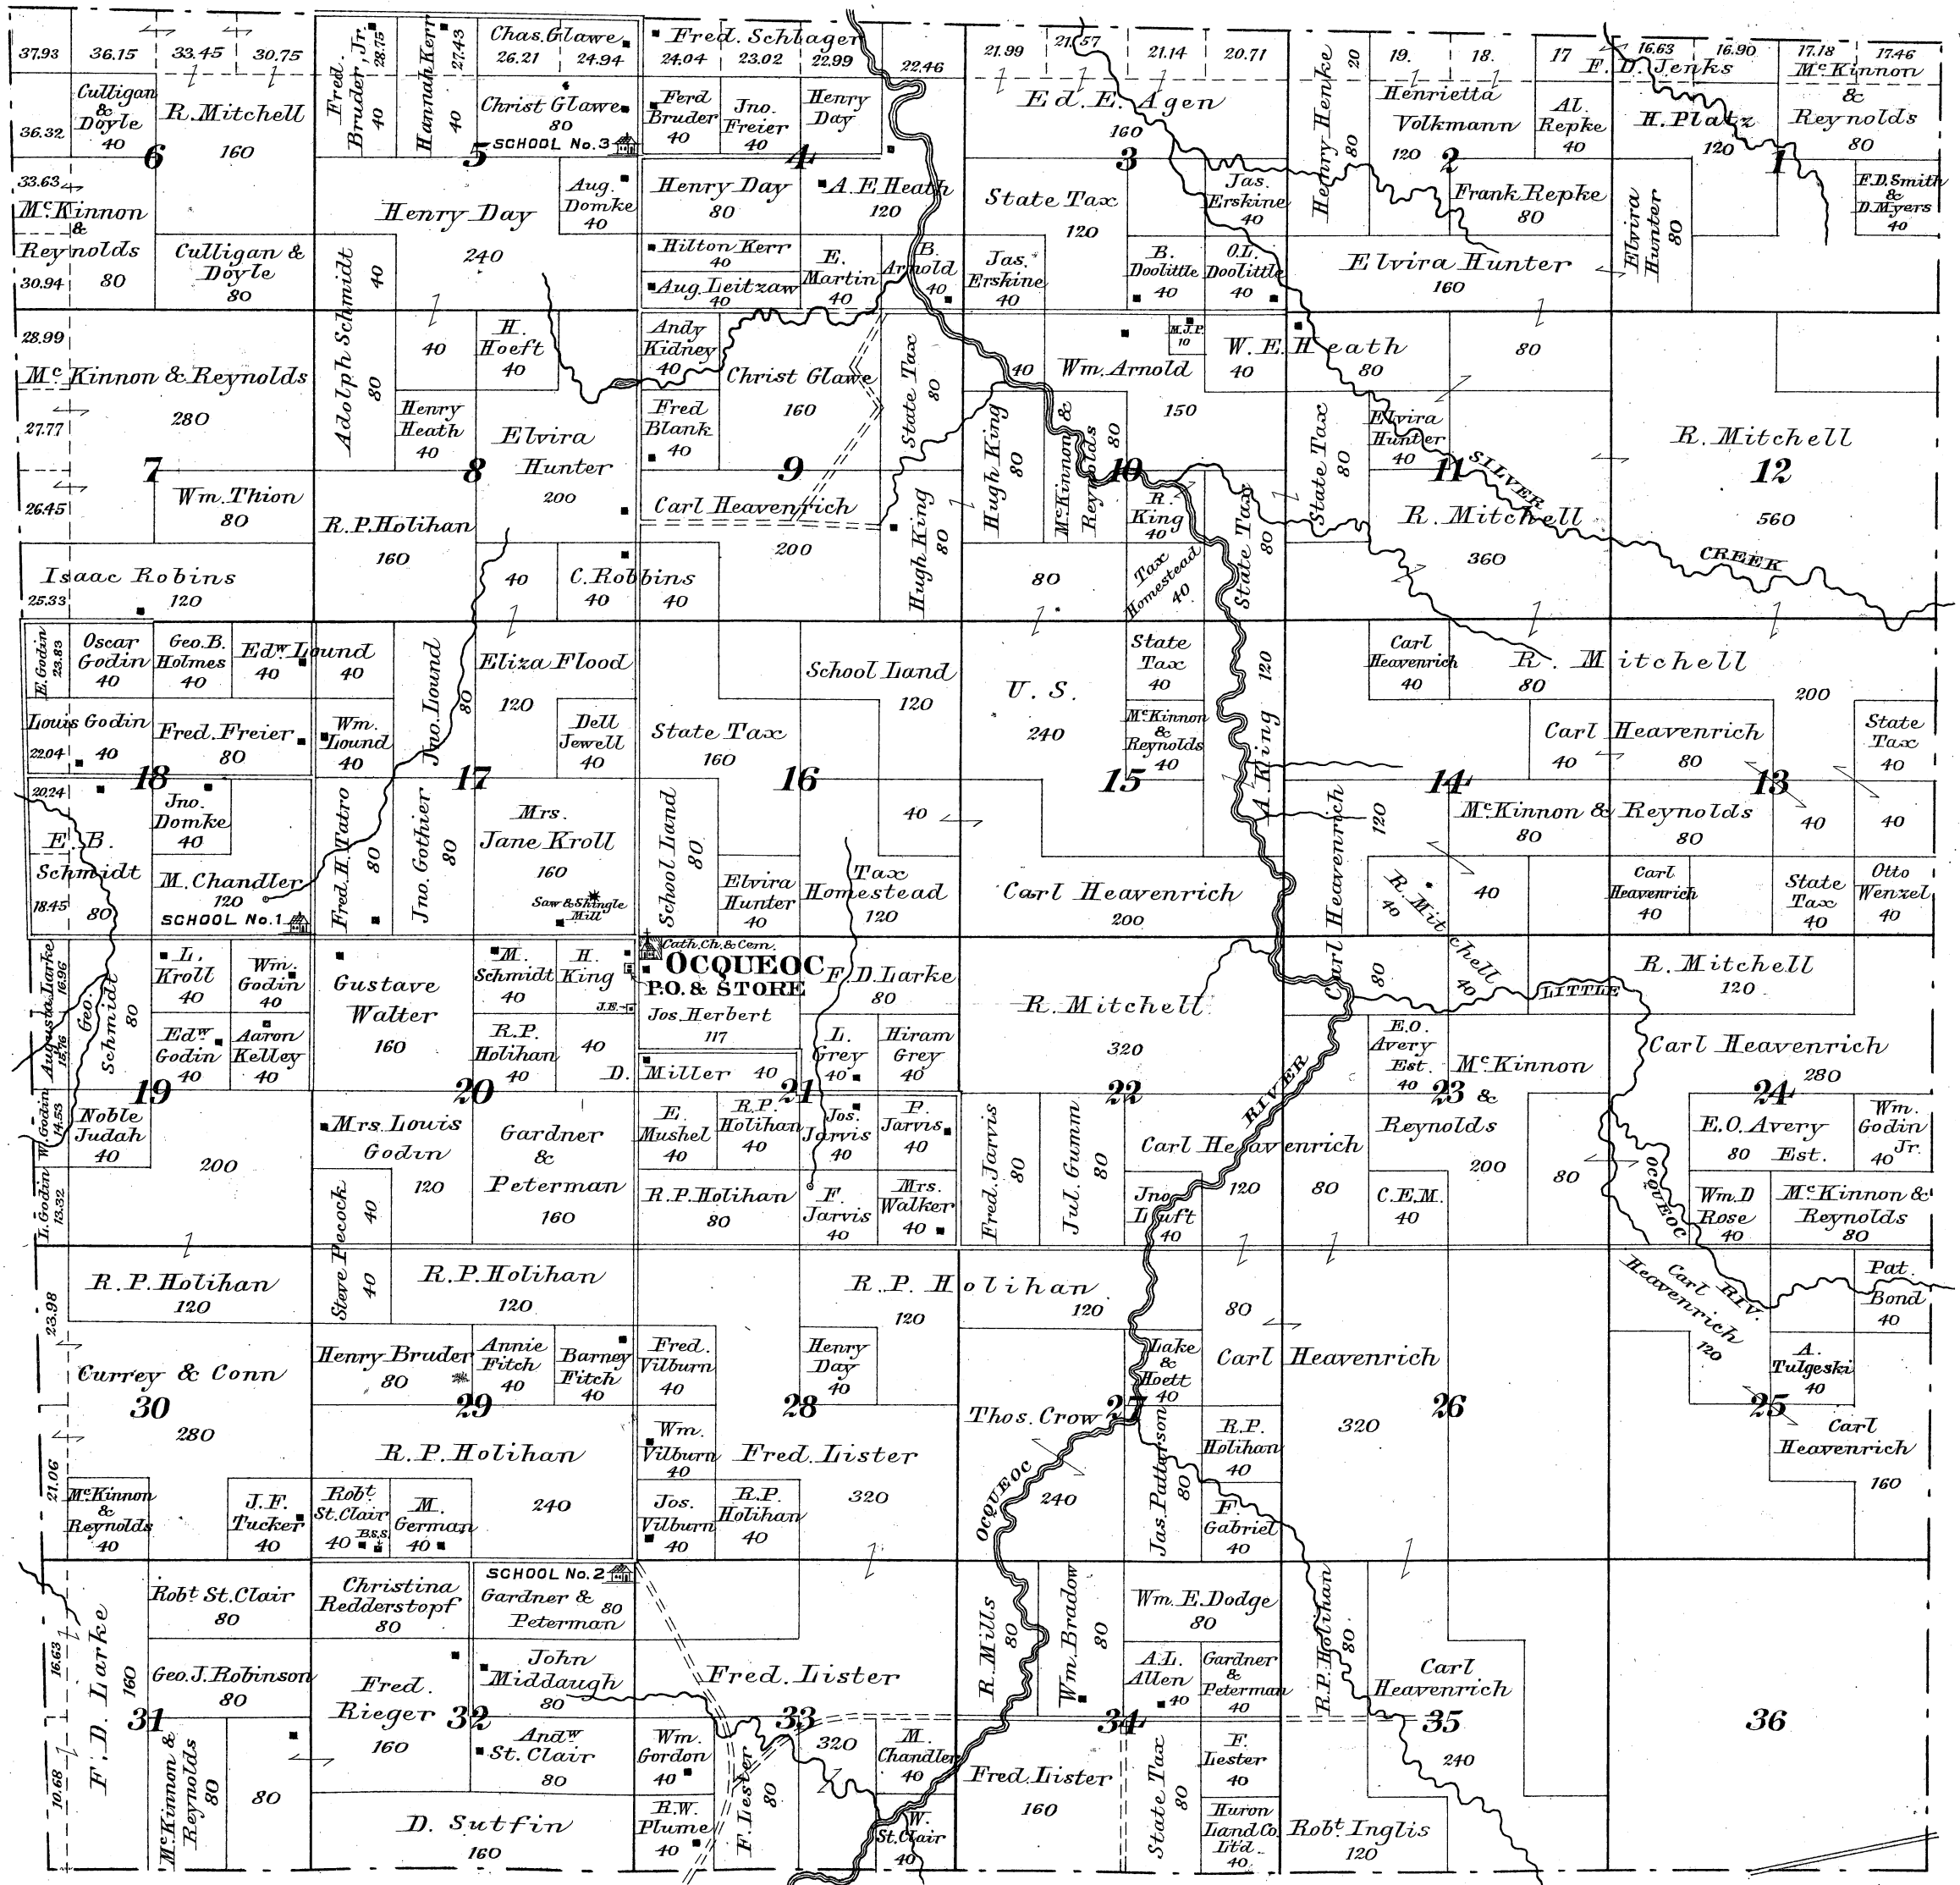 37.93
36.15
33.45
30.75
36.32
Culligan
&
Doyle
40
R. Mitchell
160
6
33.63
McKinnon
&
Reynolds
30.94
80
Culligan &
Doyle
80
Fred.
Bruder, Jr.
28.75
40
Hannah Kerr
27.43
40
Chas. Glawe
26.21
24.94
Christ Glawe
80
SCHOOL No. 3
5
Henry Day
240
Aug.
Domke
40
Adolph Schmidt
40
80
Fred. Schlager
24.04
23.02
22.99
22.46
Ferd
Bruder
40
Jno.
Freier
40
Henry
Day
4
Henry Day
80
A. E. Heath
120
Hilton Kerr
40
Aug. Leitzaw
40
E.
Martin
40
B.
Arnold
40
21.99
21.57
21.14
20.71
Ed. E. Agen
160
3
State Tax
120
Jas.
Erskine
40
Jas.
Erskine
40
B.
Doolittle
40
O.L.
Doolittle
40
Henry Henke
20
80
19.
18.
17
Henrietta
Volkmann
120
Al.
Repke
40
2
Frank Repke
80
Elvira Hunter
160
16.63
16.90
17.18
17.46
F. D. Jenks
H. Platz
120
McKinnon
&
Reynolds
80
1
F.D. Smith
&
D. Myers
40
Elvira
Hunter
80
28.99
McKinnon & Reynolds
280
27.77
7
26.45
Wm. Thion
80
Isaac Robins
120
25.33
40
H.
Hoeft
40
Henry
Heath
40
Elvira
Hunter
200
8
R. P. Holihan
160
40
C. Robbins
40
40
Andy
Kidney
40
Christ Glawe
160
Fred
Blank
40
9
Carl Heavenrich
200
State Tax
80
Hugh King
80
40
Wm. Arnold
150
M.J.P.
10
W. E. Heath
40
80
Hugh King
80
McKinnon &
Reynolds
80
10
R.
King
40
Tax
Homestead
40
State Tax
80
80
State Tax
80
80
Elvira
Hunter
40
11
R. Mitchell
360
SILVER
CREEK
R. Mitchell
12
560
E. Godin
23.83
Oscar
Godin
40
Geo. B.
Holmes
40
Edw. Lound
40
40
Louis Godin
22.04
40
Fred. Freier
80
18
20.24
E. B.
Schmidt
18.45
80
Jno.
Domke
40
M. Chandler
120
SCHOOL No. 1
Wm.
Lound
40
Jno. Lound
80
Eliza Flood
120
Dell
Jewell
40
17
Fred. H. Tatro
80
Jno. Gothier
80
Mrs.
Jane Kroll
160
Saw & Shingle
Mill
School Land
120
State Tax
160
16
School Land
80
40
Elvira
Hunter
40
Tax
Homestead
120
U. S.
240
State
Tax
40
McKinnon
&
Reynolds
40
A. King
120
15
Carl Heavenrich
200
Carl
Heavenrich
40
R. Mitchell
80
200
Carl Heavenrich
40
80
14
Carl Heavenrich
120
80
McKinnon & Reynolds
80
80
R. Mitchell
40
40
40
State
Tax
40
13
40
40
Carl
Heavenrich
40
State
Tax
40
Otto
Wenzel
40
Augusta Larke
16.96
15.76
Geo.
Schmidt
80
L.
Kroll
40
Wm.
Godin
40
Edw.
Godin
40
Aaron
Kelley
40
19
W. Godin
14.53
L. Godin
13.32
Noble
Judah
40
200
Gustave
Walter
160
M.
Schmidt
40
H.
King
J.B.
R.P.
Holihan
40
40
D.
Miller 40
20
Mrs. Louis
Godin
120
Gardner
&
Peterman
160
Steve Pecock
40
40
Cath. Ch. & Cem.
OCQUEOC
P.O. & STORE
Jos. Herbert
117
F. D. Larke
80
L.
Grey
40
Hiram
Grey
40
21
E.
Mushel
40
R.P.
Holihan
40
Jos.
Jarvis
40
P.
Jarvis
40
R. P. Holihan
80
F.
Jarvis
40
Mrs.
Walker
40
R. Mitchell
320
22
Fred. Jarvis
80
Jul. Gumm
80
Carl Heavenrich
120
80
Jno.
Luft
40
RIVER
E.O.
Avery
Est.
40
McKinnon
&
Reynolds
200
23
C.E.M.
40
80
LITTLE
OCQUEOC
RIV.
R. Mitchell
120
Carl Heavenrich
280
24
E.O. Avery
80 Est.
Wm.
Godin
Jr.
40
Wm. D
Rose
40
McKinnon &
Reynolds
80
R. P. Holihan
120
23.98
Currey & Conn
30
280
21.06
McKinnon
&
Reynolds
40
J. F.
Tucker
40
R. P. Holihan
120
Henry Bruder
80
Annie
Fitch
40
Barney
Fitch
40
29
R. P. Holihan
240
Robt
St. Clair
40
B.S.S.
M.
German
40
R. P. Holihan
120
120
Fred.
Vilburn
40
Henry
Day
40
28
Wm.
Vilburn
40
Fred. Lister
320
Jos.
Vilburn
40
R.P.
Holihan
40
80
Lake
&
Hoeft
40
Thos. Crow
240
27
OCQUEOC
Jas. Patterson
80
R.P.
Holihan
40
F.
Gabriel
40
Carl Heavenrich
320
26
Carl
Heavenrich
120
Pat.
Bond
40
A.
Tulgeski
40
25
Carl
Heavenrich
160
F. D. Larke
160
16.63
10.68
Robt St. Clair
80
Geo. J. Robinson
80
31
McKinnon &
Reynolds
80
80
Christina
Redderstopf
80
SCHOOL No. 2
Gardner &
Peterman
80
Fred.
Rieger
160
John
Middaugh
80
32
Andw
St. Clair
80
D. Sutfin
160
Fred. Lister
320
33
Wm.
Gordon
40
R.W.
Plume
40
F. Lester
80
M.
Chandler
40
W.
St. Clair
40
R. Mills
80
Wm. Bradow
80
Wm. E. Dodge
80
A.L.
Allen
40
Gardner
&
Peterman
40
34
Fred. Lister
160
State Tax
80
F.
Lester
40
Huron
Land Co.
Lt'd.
40
R. P. Holihan
80
Carl
Heavenrich
240
35
Robt. Inglis
120
36